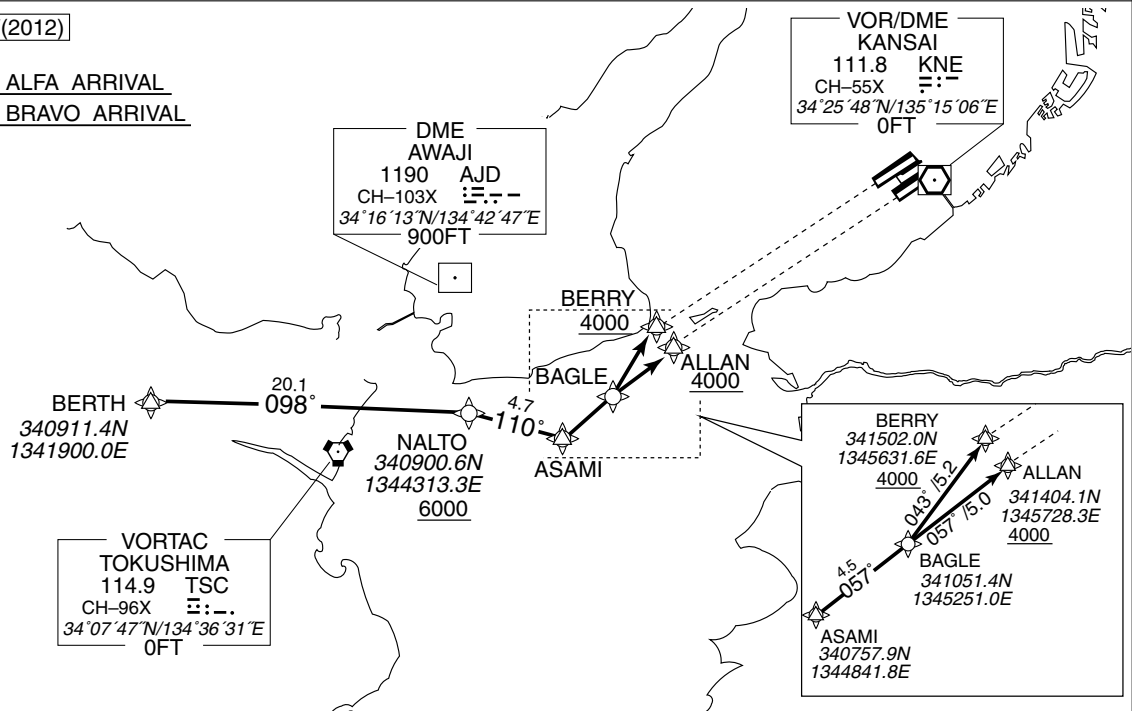 (2012)
ALFA ARRIVAL
BRAVO ARRIVAL
VOR/DME
KANSAI
111.8 KNE
CH–55X
34°25´48˝N/135°15´06˝E
0FT
DME
AWAJI
1190 AJD
CH–103X
34°16´13˝N/134°42´47˝E
900FT
BERRY
4000
ALLAN
4000
BAGLE
BERTH
340911.4N
1341900.0E
20.1
098°
4.7
110°
NALTO
340900.6N
1344313.3E
6000
ASAMI
VORTAC
TOKUSHIMA
114.9 TSC
CH–96X
34°07´47˝N/134°36´31˝E
0FT
BERRY
341502.0N
1345631.6E
4000
043°/5.2
057°/5.0
ALLAN
341404.1N
1345728.3E
4000
4.5
057°
BAGLE
341051.4N
1345251.0E
ASAMI
340757.9N
1344841.8E